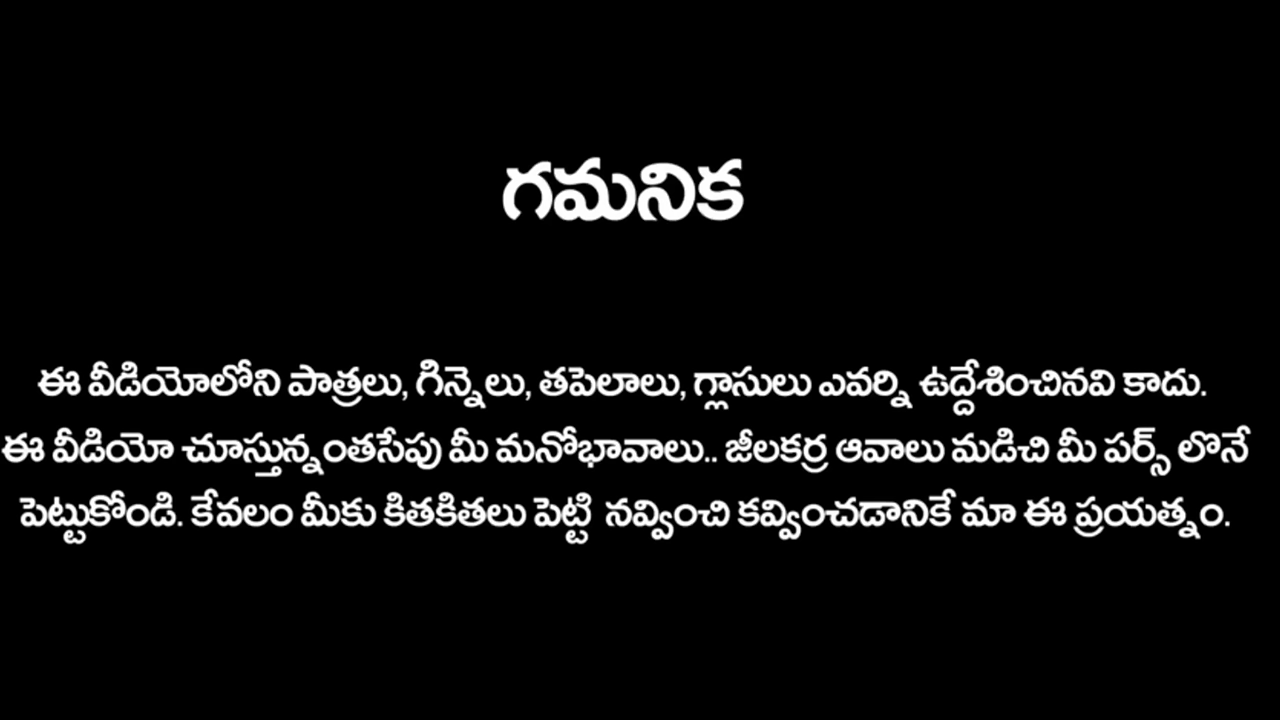 గమనిక
ఈ వీడియోలోని పాత్రలు, గిన్నెలు, తపెలాలు, గ్లాసులు ఎవర్ని ఉద్దేశించినవి కాదు.
ఈ వీడియో చూస్తున్నంతసేపు మీ మనోభావాలు.. జీలకర్ర ఆవాలు మడిచి మీ పర్స్ లొనే
పెట్టుకోండి. కేవలం మీకు కితకితలు పెట్టి నవ్వించి కవ్వించడానికే మా ఈ ప్రయత్నం.